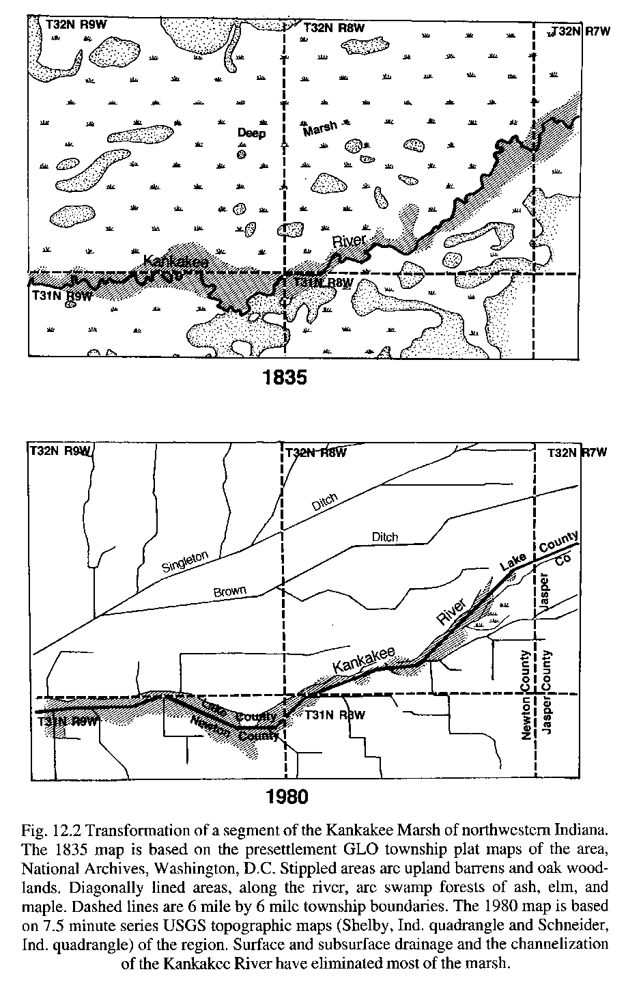 T32N R9W
T32N R8W
T32N R7W
Deep
Marsh
River
Kankakee
T31N R8W
T31N R9W
1835
T32N R9W
T32N R8W
T32N R7W
Ditch
Ditch
Singleton
Brown
Lake County
Jasper Co
River
Kankakee
Newton County
Jasper County
Lake County
Newton County
T31N R8W
T31N R9W
1980
Fig. 12.2 Transformation of a segment of the Kankakee Marsh of northwestern Indiana.
The 1835 map is based on the presettlement GLO township plat maps of the area,
National Archives, Washington, D.C. Stippled areas are upland barrens and oak wood-
lands. Diagonally lined areas, along the river, are swamp forests of ash, elm, and
maple. Dashed lines are 6 mile by 6 mile township boundaries. The 1980 map is based
on 7.5 minute series USGS topographic maps (Shelby, Ind. quadrangle and Schneider,
Ind. quadrangle) of the region. Surface and subsurface drainage and the channelization
of the Kankakee River have eliminated most of the marsh.